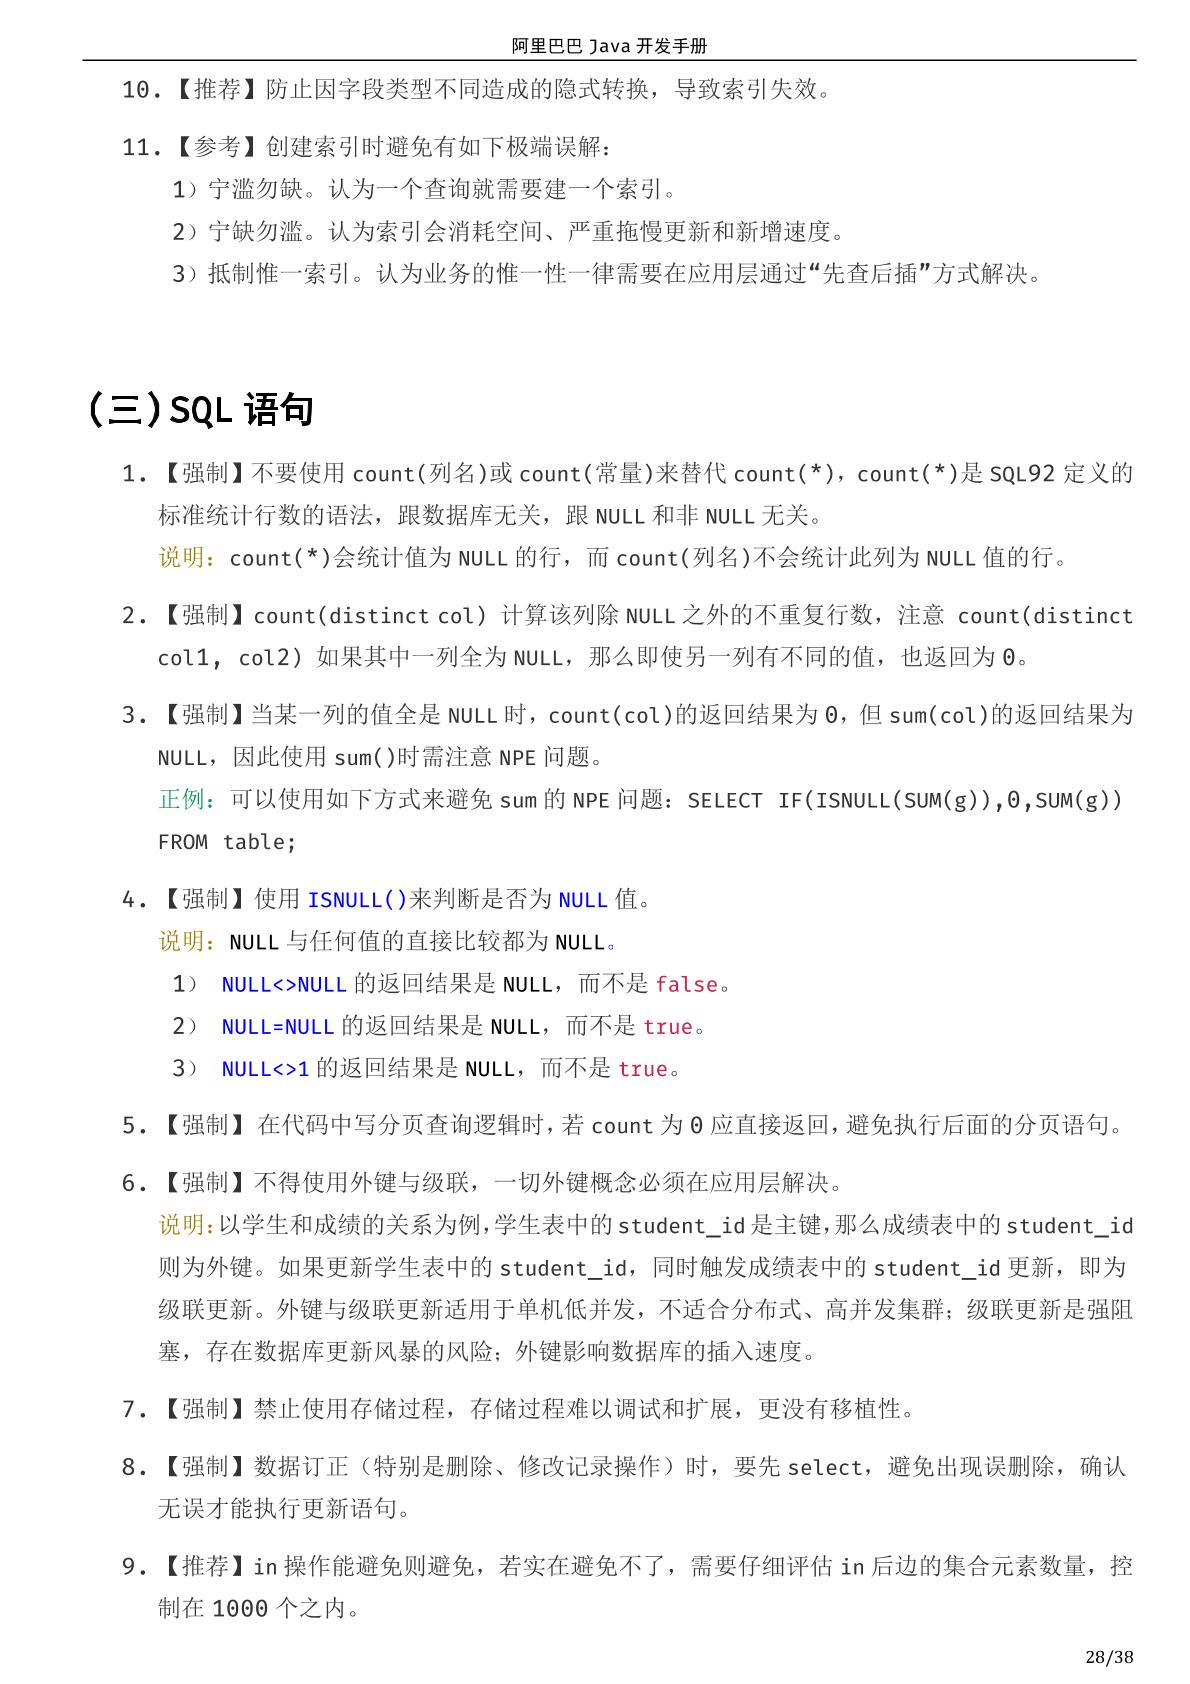 阿里巴巴 Java 开发手册
10.【推荐】防止因字段类型不同造成的隐式转换，导致索引失效。
11.【参考】创建索引时避免有如下极端误解：
1）宁滥勿缺。认为一个查询就需要建一个索引。
2）宁缺勿滥。认为索引会消耗空间、严重拖慢更新和新增速度。
3）抵制惟一索引。认为业务的惟一性一律需要在应用层通过“先查后插”方式解决。
(三)SQL 语句
1. 【强制】不要使用 count(列名)或 count(常量)来替代 count(*)，count(*)是 SQL92 定义的
标准统计行数的语法，跟数据库无关，跟 NULL 和非 NULL 无关。
说明：count(*)会统计值为 NULL 的行，而 count(列名)不会统计此列为 NULL 值的行。
2. 【强制】count(distinct col) 计算该列除 NULL 之外的不重复行数，注意 count(distinct
col1, col2) 如果其中一列全为 NULL，那么即使另一列有不同的值，也返回为 0。
3. 【强制】当某一列的值全是 NULL 时，count(col)的返回结果为 0，但 sum(col)的返回结果为
NULL，因此使用 sum()时需注意 NPE 问题。
正例：可以使用如下方式来避免 sum 的 NPE 问题：SELECT IF(ISNULL(SUM(g)),0,SUM(g))
FROM table;
4. 【强制】使用 ISNULL()来判断是否为 NULL 值。
说明：NULL 与任何值的直接比较都为 NULL。
1） NULL<>NULL 的返回结果是 NULL，而不是 false。
2） NULL=NULL 的返回结果是 NULL，而不是 true。
3） NULL<>1 的返回结果是 NULL，而不是 true。
5. 【强制】 在代码中写分页查询逻辑时，若 count 为 0 应直接返回，避免执行后面的分页语句。
6. 【强制】不得使用外键与级联，一切外键概念必须在应用层解决。
说明：以学生和成绩的关系为例，学生表中的 student_id 是主键，那么成绩表中的 student_id
则为外键。如果更新学生表中的 student_id，同时触发成绩表中的 student_id 更新，即为
级联更新。外键与级联更新适用于单机低并发，不适合分布式、高并发集群；级联更新是强阻
塞，存在数据库更新风暴的风险；外键影响数据库的插入速度。
7. 【强制】禁止使用存储过程，存储过程难以调试和扩展，更没有移植性。
8. 【强制】数据订正（特别是删除、修改记录操作）时，要先 select，避免出现误删除，确认
无误才能执行更新语句。
9. 【推荐】in 操作能避免则避免，若实在避免不了，需要仔细评估 in 后边的集合元素数量，控
制在 1000 个之内。
28/38